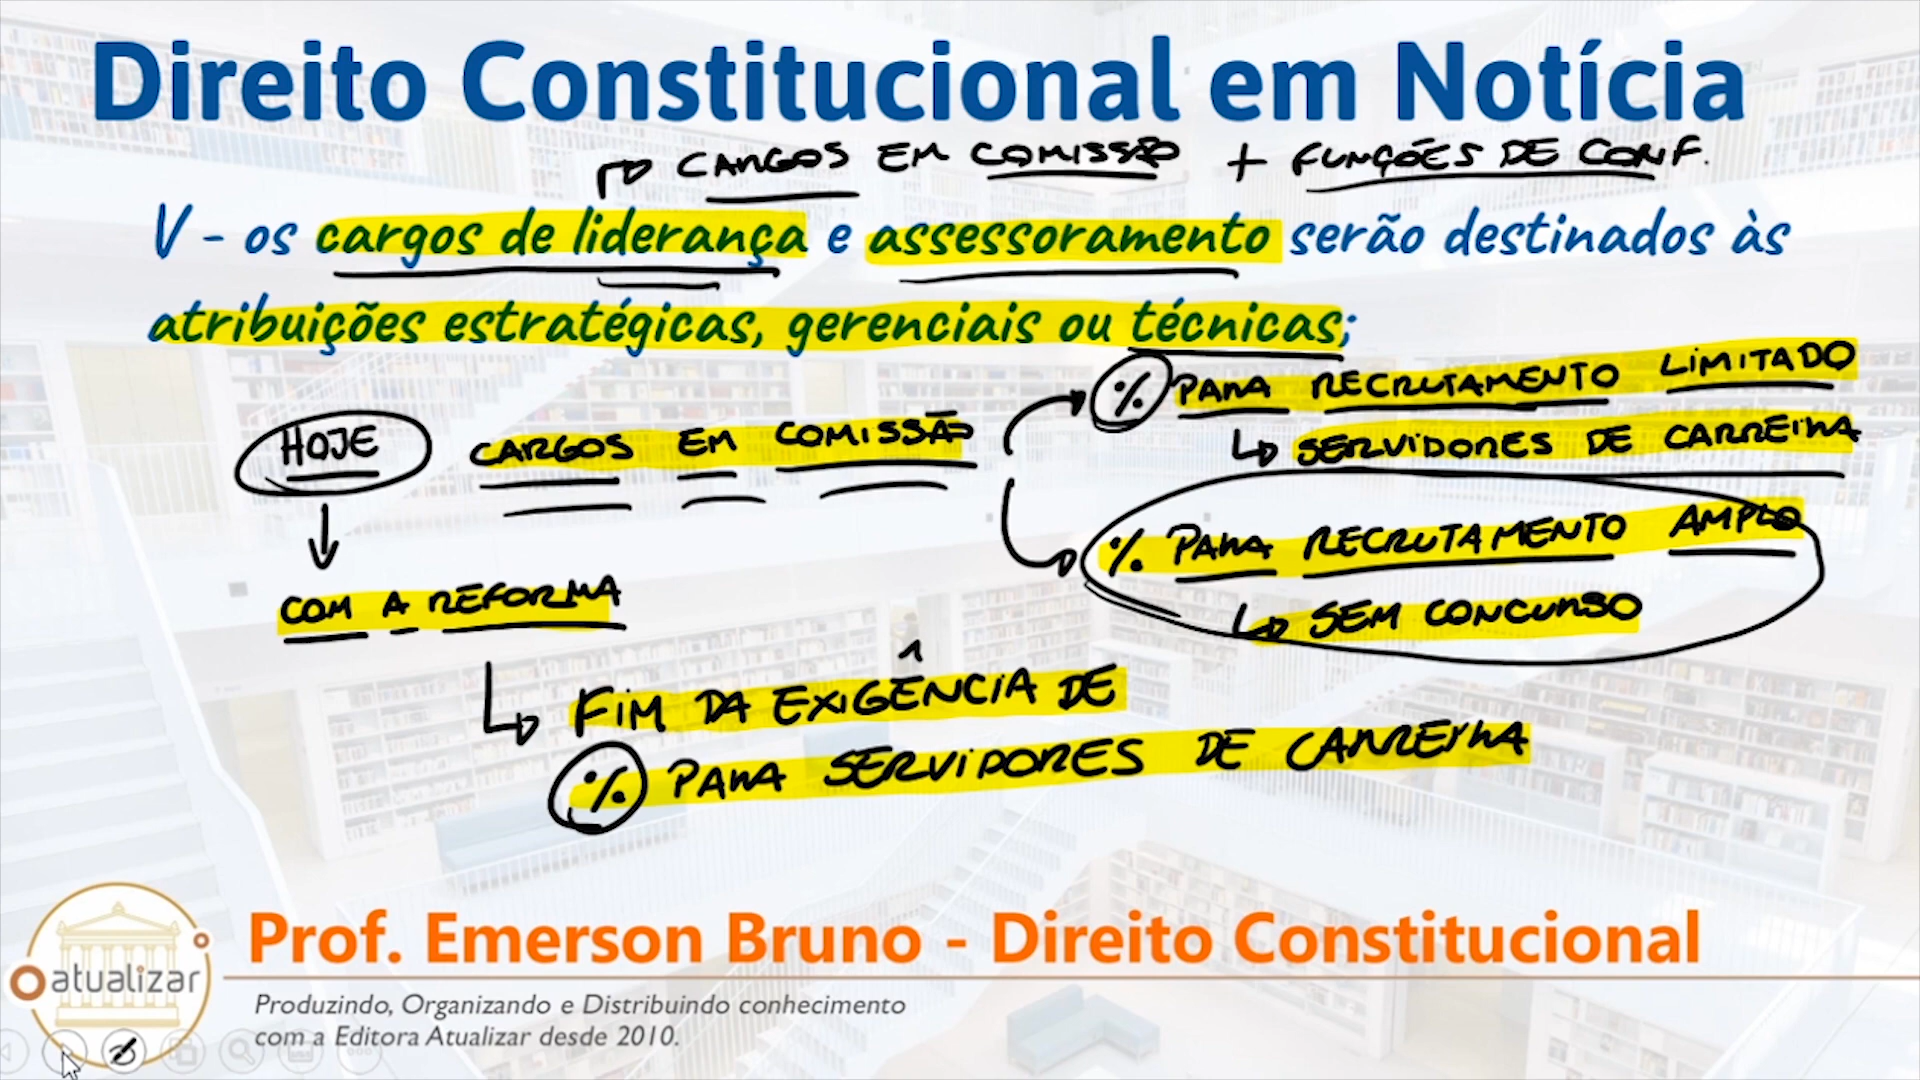 Direito Constitucional em Notícia
CARGOS EM COMISSÃO + FUNÇÕES DE CONF.
V - os cargos de liderança e assessoramento serão destinados às
atribuições estratégicas, gerenciais ou técnicas;
% PARA RECRUTAMENTO LIMITADO
SERVIDORES DE CARREIRA
HOJE CARGOS EM COMISSÃO
% PARA RECRUTAMENTO AMPLO
SEM CONCURSO
COM A REFORMA
FIM DA EXIGÊNCIA DE
% PARA SERVIDORES DE CARREIRA
Prof. Emerson Bruno - Direito Constitucional
atualizar
Produzindo, Organizando e Distribuindo conhecimento
com a Editora Atualizar desde 2010.